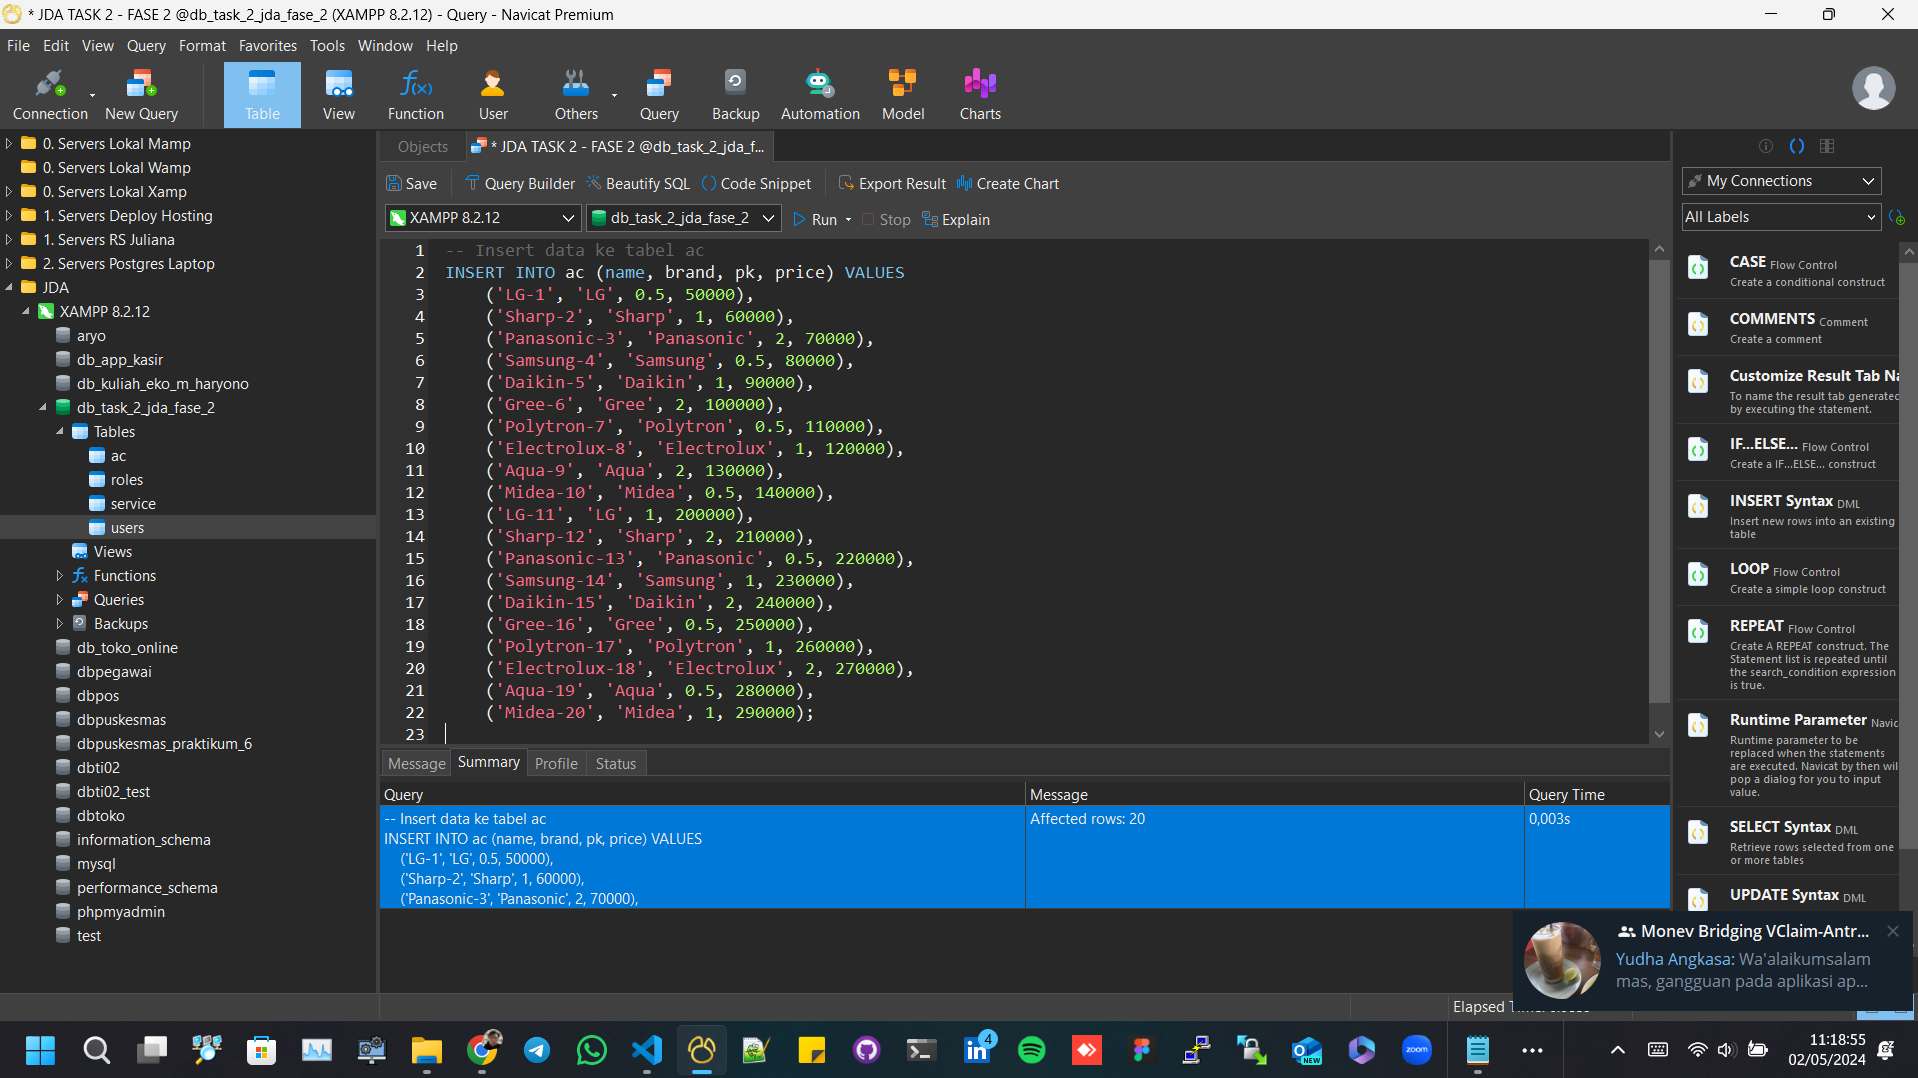 * JDA TASK 2 - FASE 2 @db_task_2_jda_fase_2 (XAMPP 8.2.12) - Query - Navicat Premium
File Edit View Query Format Favorites Tools Window Help
Connection New Query Table View Function User Others Query Backup Automation Model Charts
0. Servers Lokal Mamp
0. Servers Lokal Wamp
0. Servers Lokal Xamp
1. Servers Deploy Hosting
1. Servers RS Juliana
2. Servers Postgres Laptop
JDA
XAMPP 8.2.12
aryo
db_app_kasir
db_kuliah_eko_m_haryono
db_task_2_jda_fase_2
Tables
ac
roles
service
users
Views
Functions
Queries
Backups
db_toko_online
dbpegawai
dbpos
dbpuskesmas
dbpuskesmas_praktikum_6
dbti02
dbti02_test
dbtoko
information_schema
mysql
performance_schema
phpmyadmin
test
Objects * JDA TASK 2 - FASE 2 @db_task_2_jda_f...
Save Query Builder Beautify SQL Code Snippet Export Result Create Chart
XAMPP 8.2.12 db_task_2_jda_fase_2 Run Stop Explain
1 -- Insert data ke tabel ac
2 INSERT INTO ac (name, brand, pk, price) VALUES
3 ('LG-1', 'LG', 0.5, 50000),
4 ('Sharp-2', 'Sharp', 1, 60000),
5 ('Panasonic-3', 'Panasonic', 2, 70000),
6 ('Samsung-4', 'Samsung', 0.5, 80000),
7 ('Daikin-5', 'Daikin', 1, 90000),
8 ('Gree-6', 'Gree', 2, 100000),
9 ('Polytron-7', 'Polytron', 0.5, 110000),
10 ('Electrolux-8', 'Electrolux', 1, 120000),
11 ('Aqua-9', 'Aqua', 2, 130000),
12 ('Midea-10', 'Midea', 0.5, 140000),
13 ('LG-11', 'LG', 1, 200000),
14 ('Sharp-12', 'Sharp', 2, 210000),
15 ('Panasonic-13', 'Panasonic', 0.5, 220000),
16 ('Samsung-14', 'Samsung', 1, 230000),
17 ('Daikin-15', 'Daikin', 2, 240000),
18 ('Gree-16', 'Gree', 0.5, 250000),
19 ('Polytron-17', 'Polytron', 1, 260000),
20 ('Electrolux-18', 'Electrolux', 2, 270000),
21 ('Aqua-19', 'Aqua', 0.5, 280000),
22 ('Midea-20', 'Midea', 1, 290000);
23
Message Summary Profile Status
Query Message Query Time
-- Insert data ke tabel ac Affected rows: 20 0,003s
INSERT INTO ac (name, brand, pk, price) VALUES
('LG-1', 'LG', 0.5, 50000),
('Sharp-2', 'Sharp', 1, 60000),
('Panasonic-3', 'Panasonic', 2, 70000),
My Connections
All Labels
CASE Flow Control
Create a conditional construct
COMMENTS Comment
Create a comment
Customize Result Tab Na
To name the result tab generated
by executing the statement.
IF...ELSE... Flow Control
Create a IF...ELSE... construct
INSERT Syntax DML
Insert new rows into an existing
table
LOOP Flow Control
Create a simple loop construct
REPEAT Flow Control
Create A REPEAT construct. The
Statement list is repeated until
the search_condition expression
is true.
Runtime Parameter Navic
Runtime parameter to be
replaced when the statements
are executed. Navicat by then wil
pop a dialog for you to input
value.
SELECT Syntax DML
Retrieve rows selected from one
or more tables
UPDATE Syntax DML
Monev Bridging VClaim-Antr...
Yudha Angkasa: Wa'alaikumsalam
mas, gangguan pada aplikasi ap...
Elapsed
4
NEW
zoom
11:18:55
02/05/2024